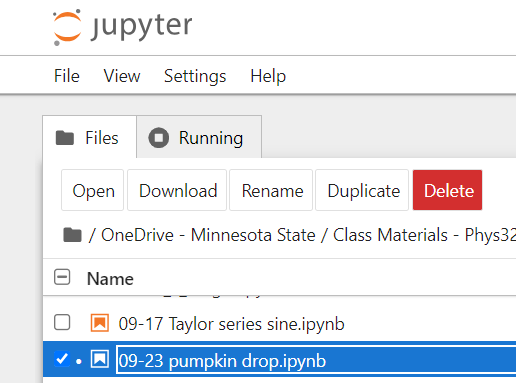 jupyter
File View Settings Help
Files Running
Open Download Rename Duplicate Delete
/ OneDrive - Minnesota State / Class Materials - Phys32
Name
09-17 Taylor series sine.ipynb
09-23 pumpkin drop.ipynb